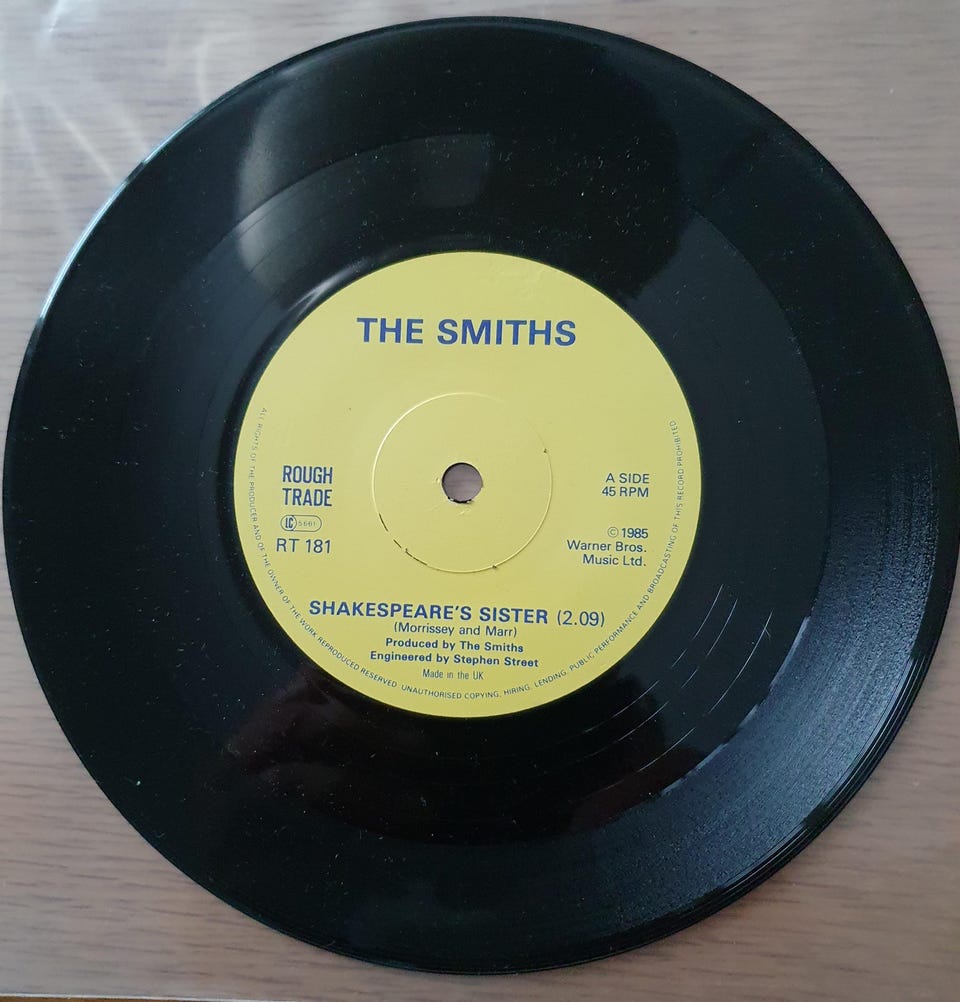 THE SMITHS
ROUGH
TRADE
LC 5661
RT 181
A SIDE
45 RPM
© 1985
Warner Bros.
Music Ltd.
SHAKESPEARE'S SISTER (2.09)
(Morrissey and Marr)
Produced by The Smiths
Engineered by Stephen Street
Made in the UK
ALL RIGHTS OF THE PRODUCER AND OF THE OWNER OF THE WORK REPRODUCED RESERVED. UNAUTHORISED COPYING, HIRING, LENDING, PUBLIC PERFORMANCE AND BROADCASTING OF THIS RECORD PROHIBITED